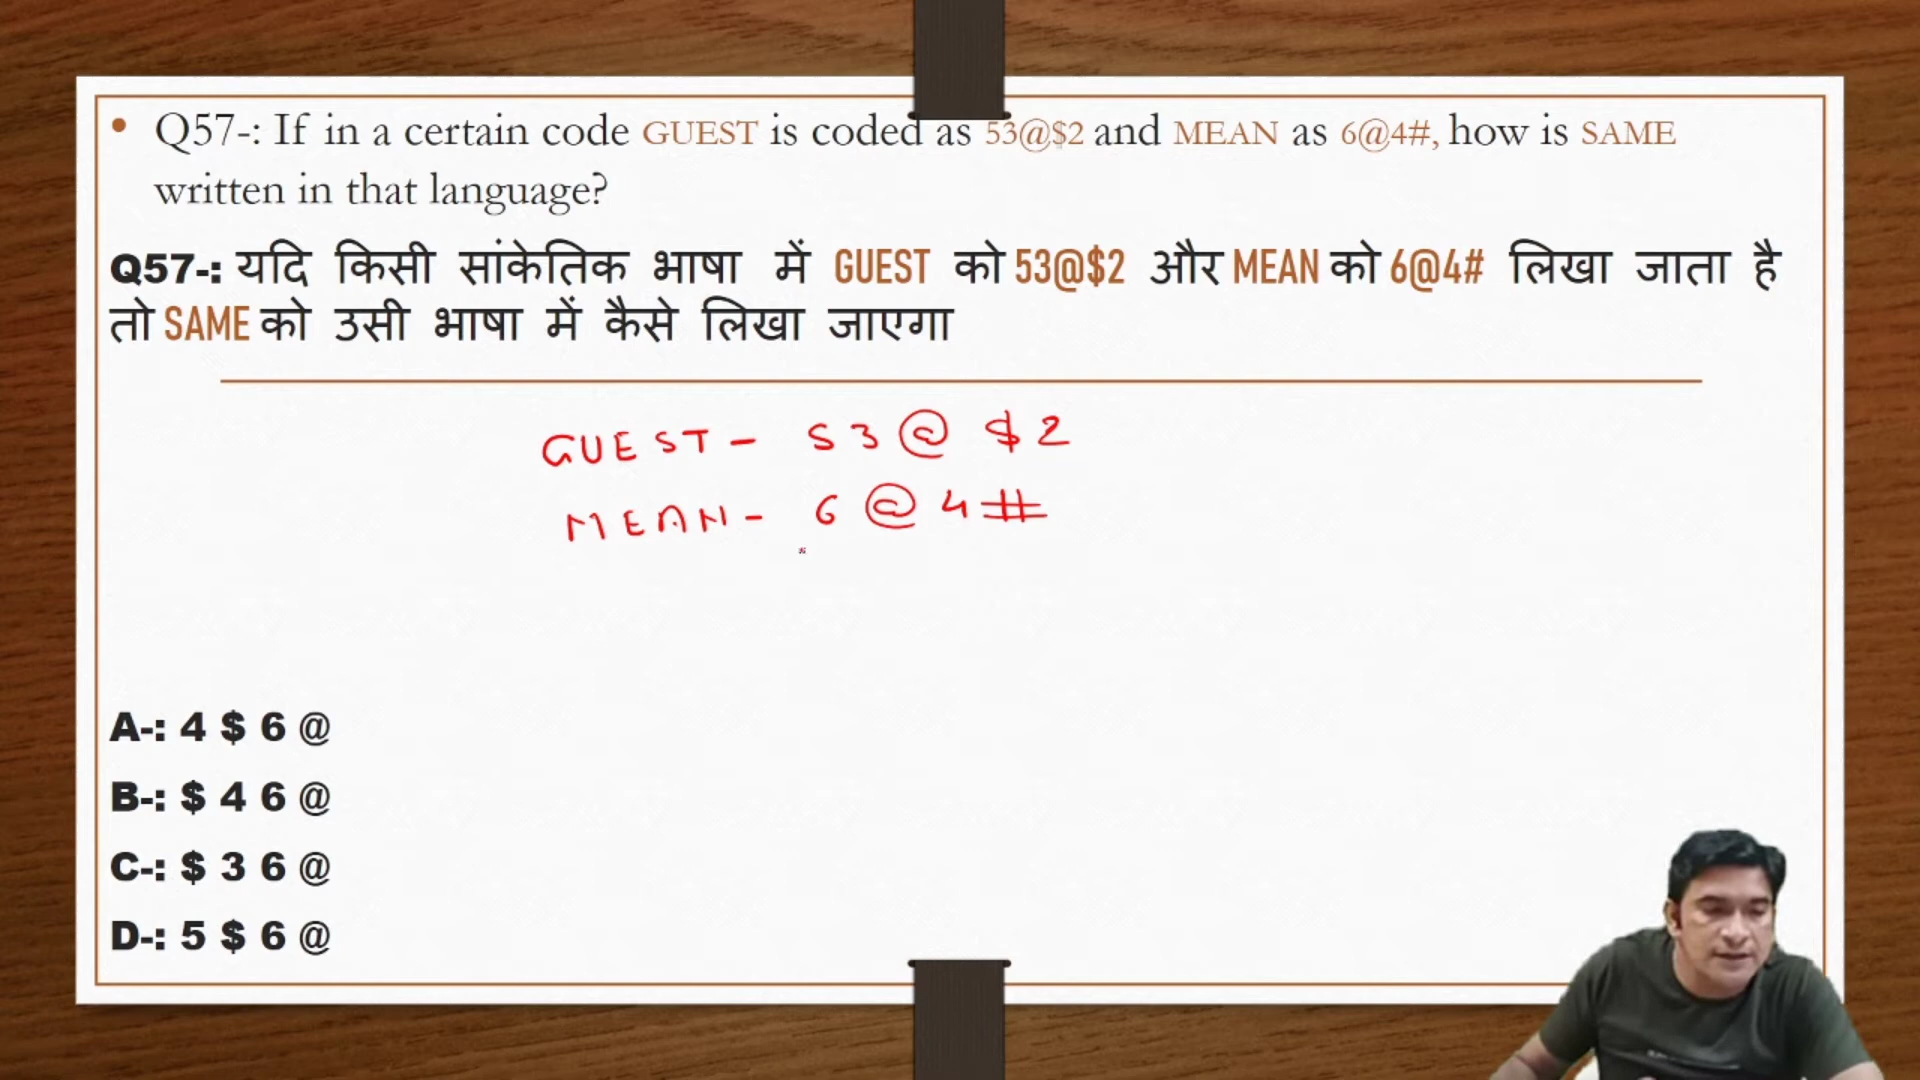 • Q57-: If in a certain code GUEST is coded as 53@$2 and MEAN as 6@4#, how is SAME
written in that language?
Q57-: यदि किसी सांकेतिक भाषा में GUEST को 53@$2 और MEAN को 6@4# लिखा जाता है
तो SAME को उसी भाषा में कैसे लिखा जाएगा
GUEST - 53@ $2
MEAN - 6@4#
A-: 4 $ 6 @
B-: $ 4 6 @
C-: $ 3 6 @
D-: 5 $ 6 @